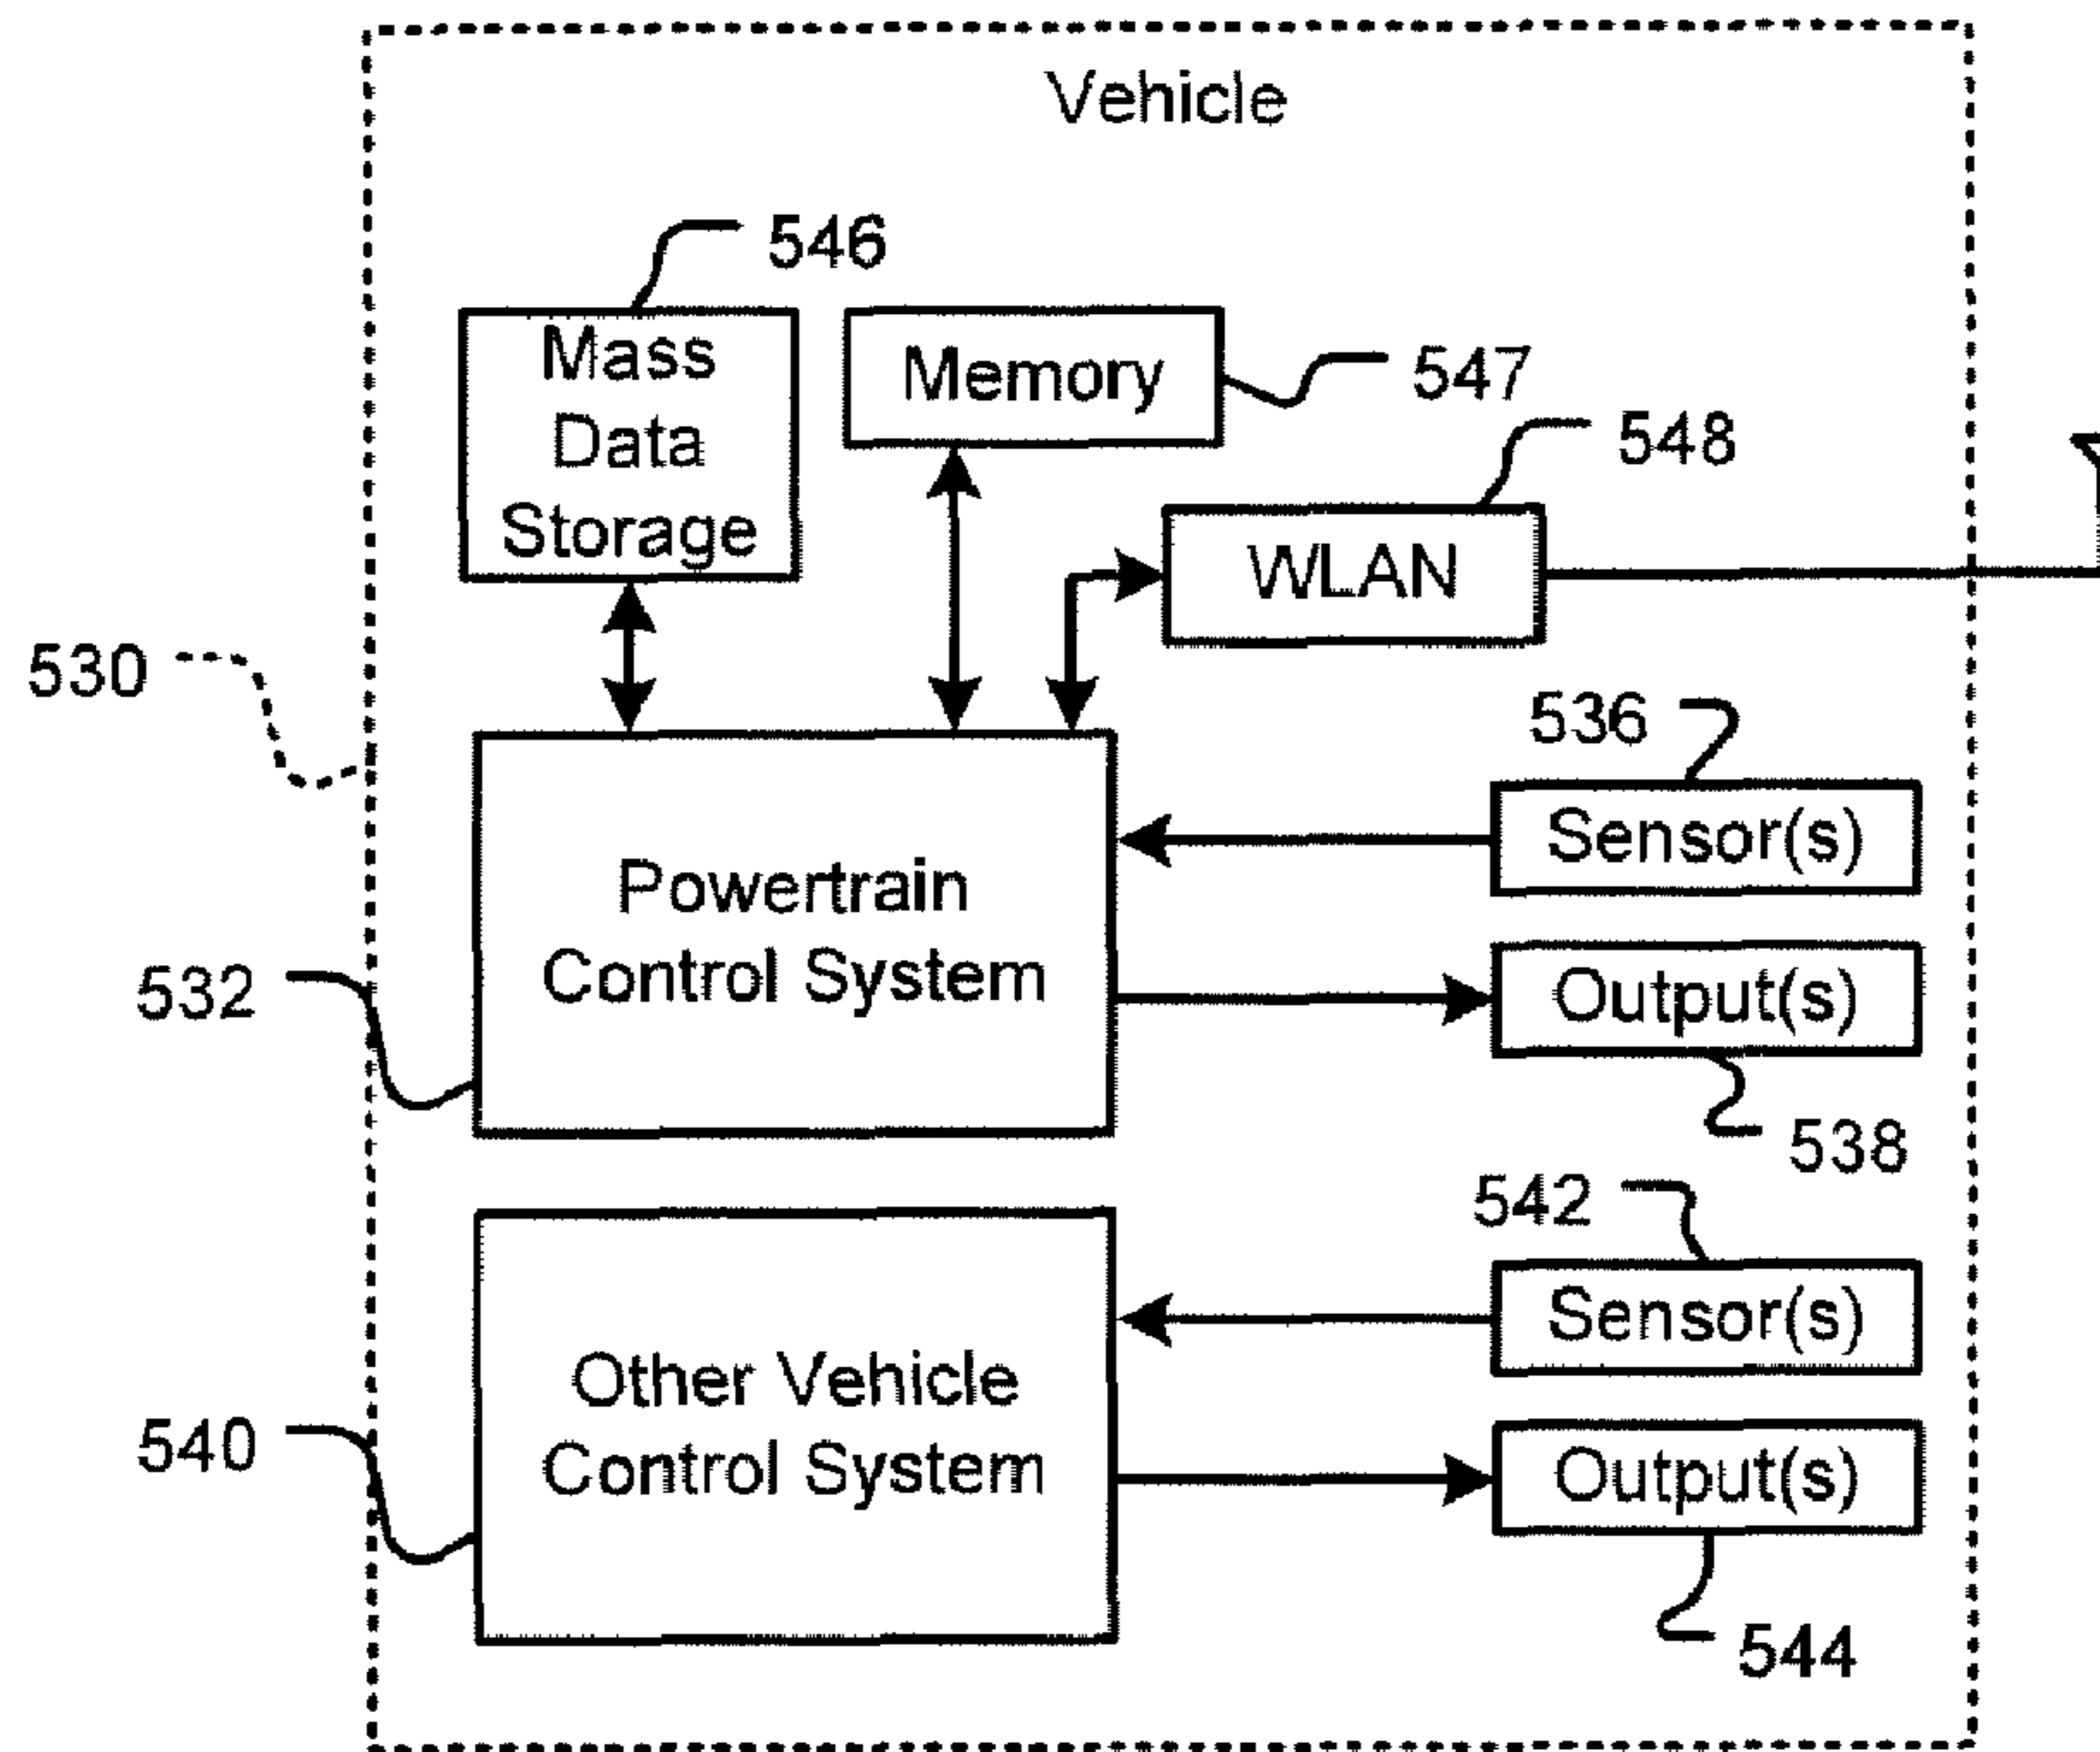 Vehicle
546
Mass
Data
Storage
Memory
547
548
WLAN
530
536
Sensor(s)
Powertrain
Control System
532
Output(s)
538
542
Sensor(s)
Other Vehicle
Control System
540
Output(s)
544